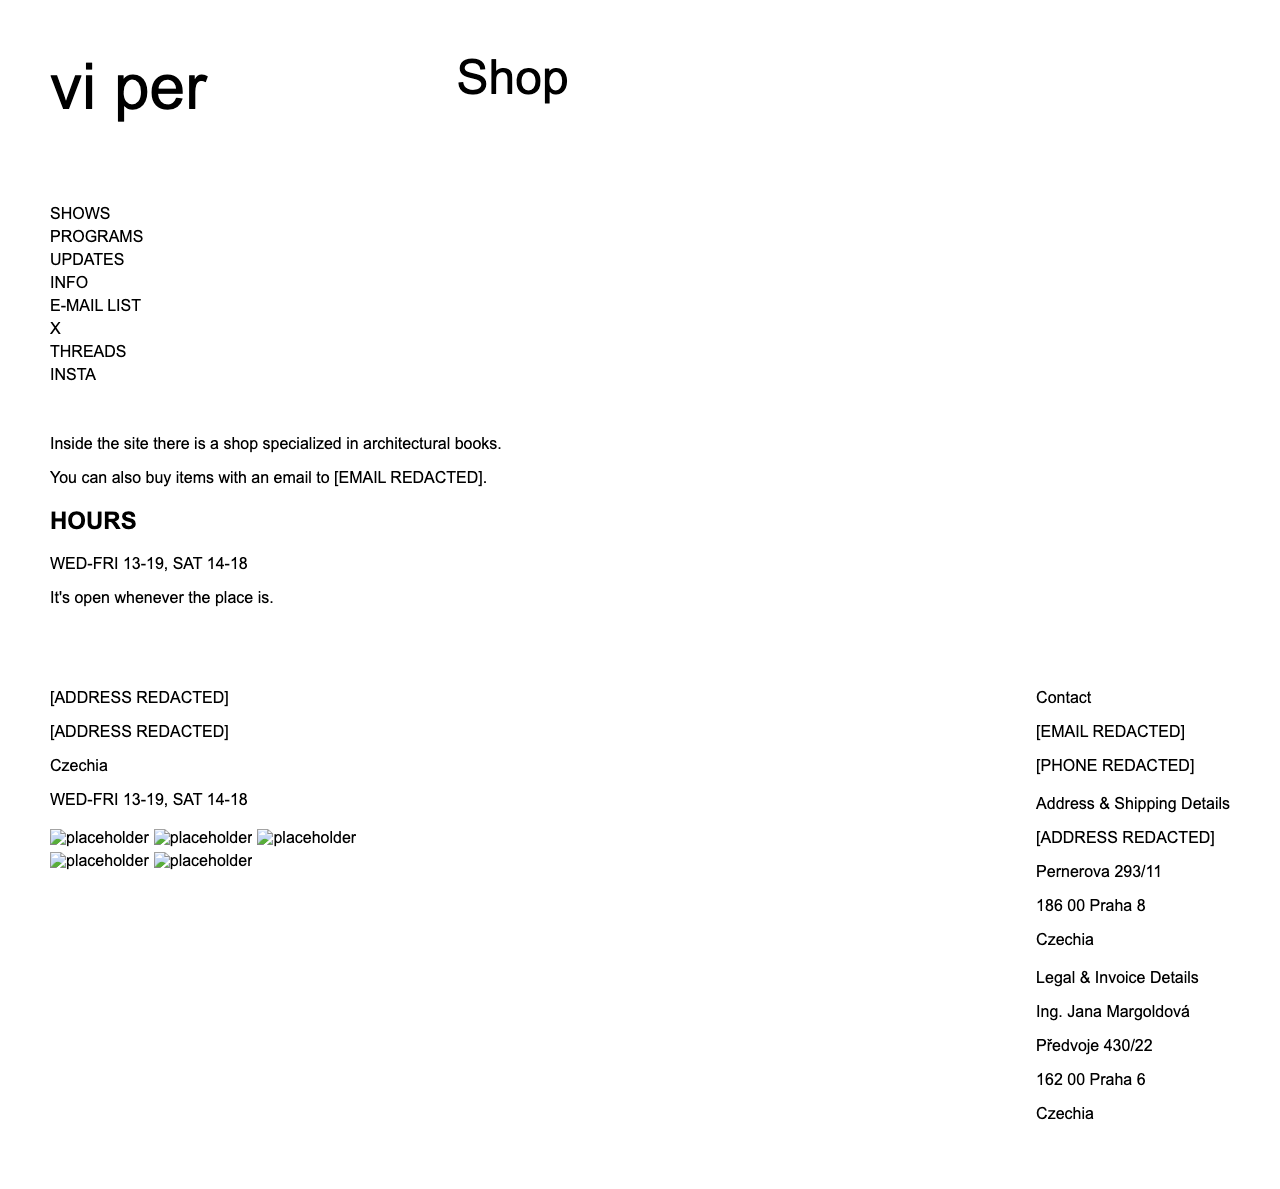 vi per
Shop
SHOWS
PROGRAMS
UPDATES
INFO
E-MAIL LIST
X
THREADS
INSTA
Inside the site there is a shop specialized in architectural books.
You can also buy items with an email to [EMAIL REDACTED].
HOURS
WED-FRI 13-19, SAT 14-18
It's open whenever the place is.
[ADDRESS REDACTED]
[ADDRESS REDACTED]
Czechia
WED-FRI 13-19, SAT 14-18
placeholder placeholder placeholder
placeholder placeholder
Contact
[EMAIL REDACTED]
[PHONE REDACTED]
Address & Shipping Details
[ADDRESS REDACTED]
Pernerova 293/11
186 00 Praha 8
Czechia
Legal & Invoice Details
Ing. Jana Margoldová
Předvoje 430/22
162 00 Praha 6
Czechia